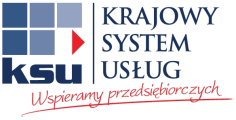 ksu
KRAJOWY
SYSTEM
USŁUG
Wspieramy przedsiębiorczych